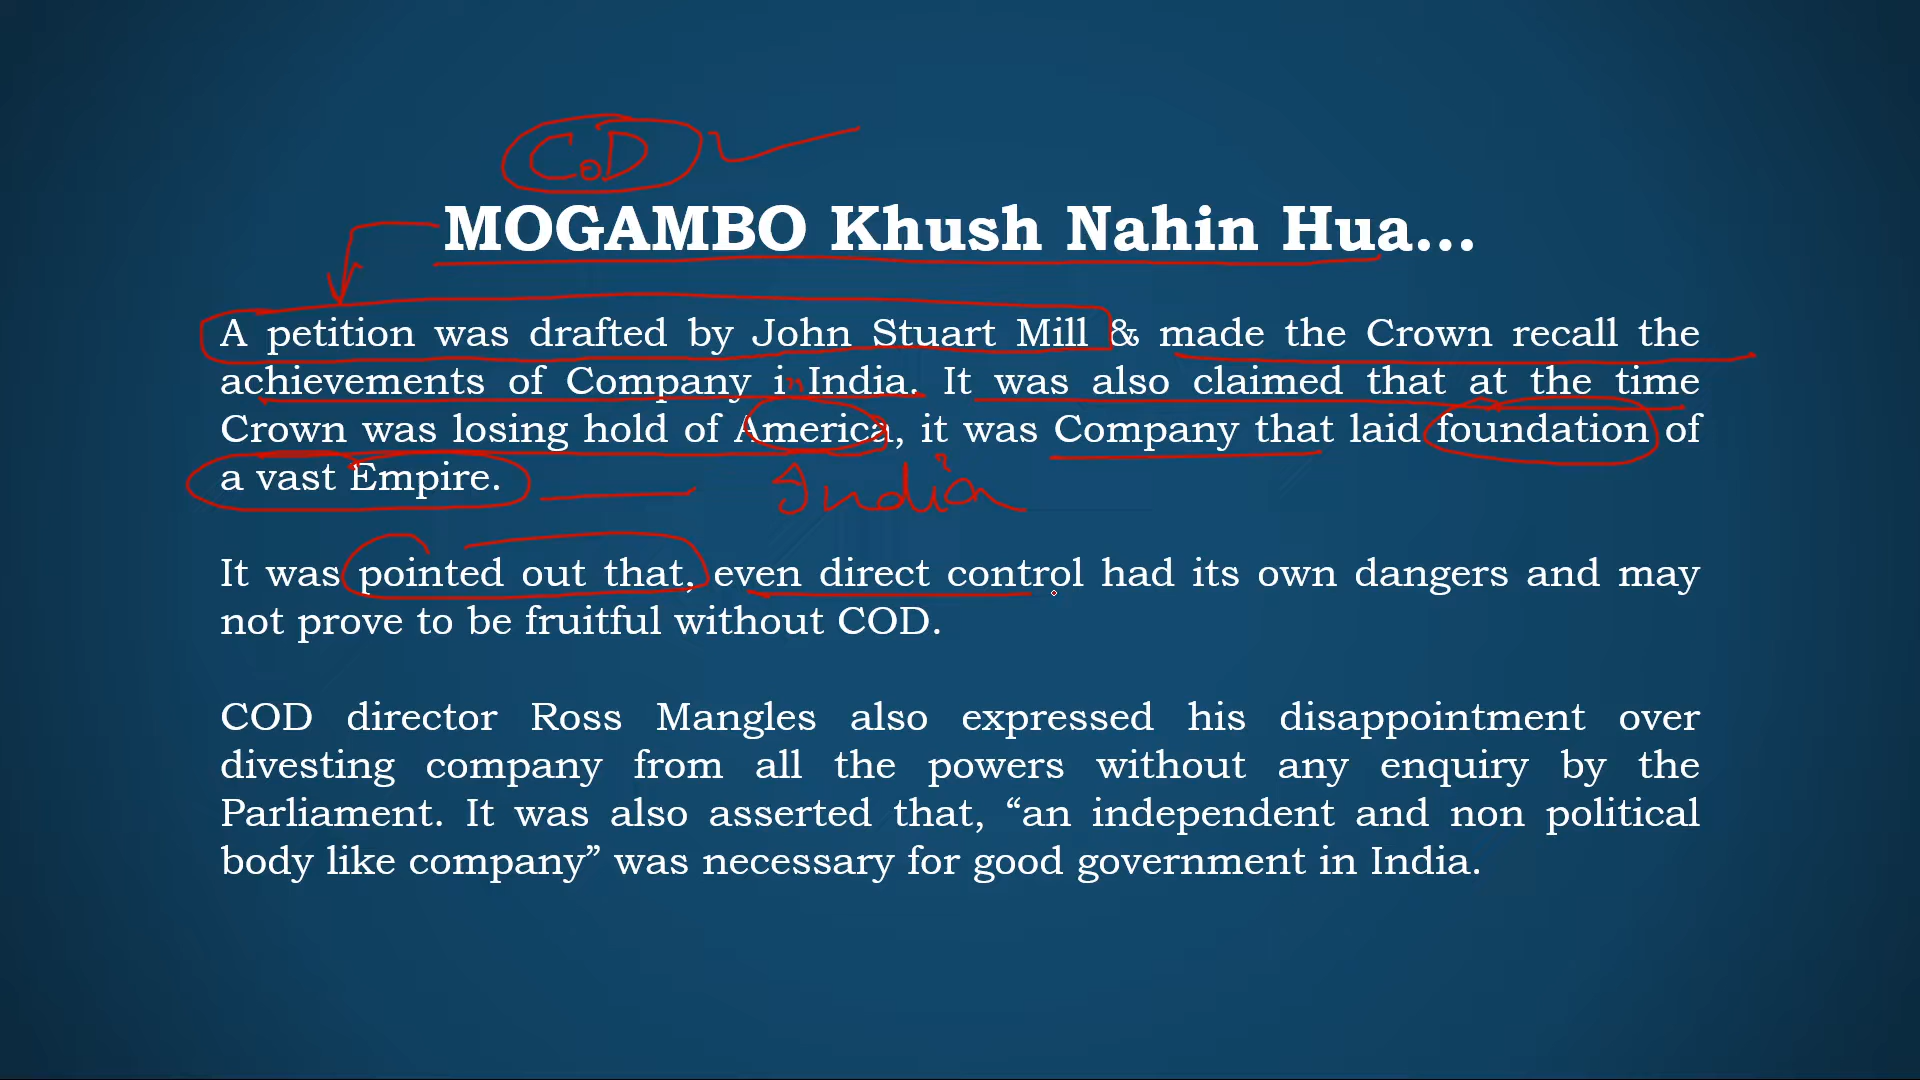 CoD
MOGAMBO Khush Nahin Hua...
A petition was drafted by John Stuart Mill & made the Crown recall the
achievements of Company in India. It was also claimed that at the time
Crown was losing hold of America, it was Company that laid foundation of
a vast Empire.
India
It was pointed out that, even direct control had its own dangers and may
not prove to be fruitful without COD.
COD director Ross Mangles also expressed his disappointment over
divesting company from all the powers without any enquiry by the
Parliament. It was also asserted that, “an independent and non political
body like company” was necessary for good government in India.